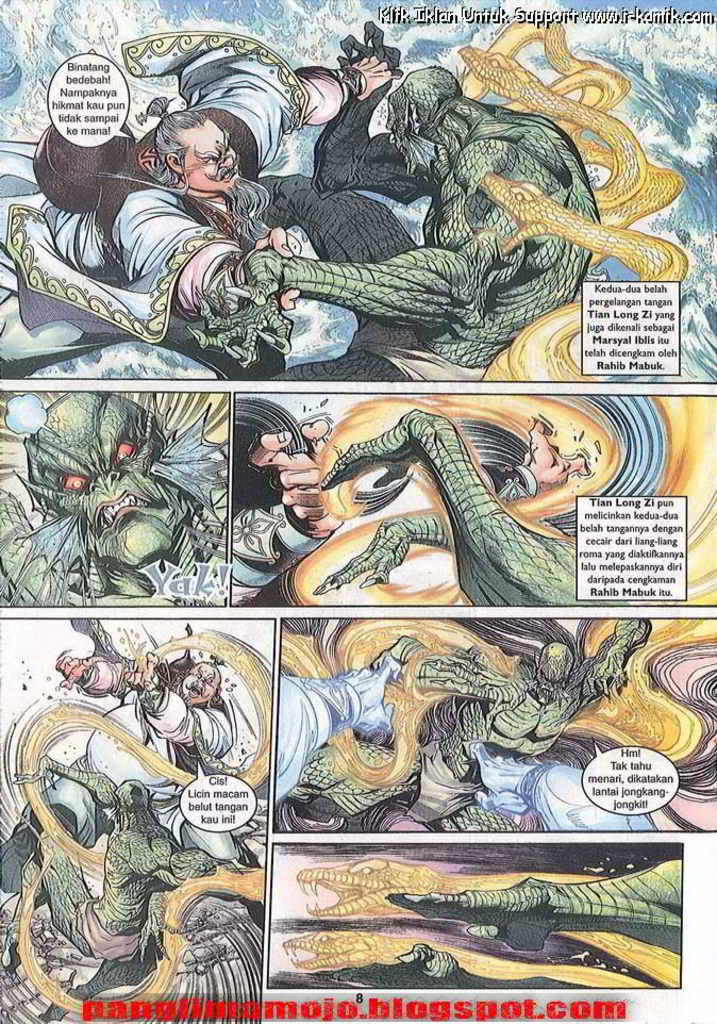 Klik Iklan Untuk Support www.i-komik.com
Binatang
bedebah!
Nampaknya
hikmat kau pun
tidak sampai
ke mana!
Kedua-dua belah
pergelangan tangan
Tian Long Zi yang
juga dikenali sebagai
Marsyal Iblis itu
telah dicengkam oleh
Rahib Mabuk.
Yak!
Tian Long Zi pun
melicinkan kedua-dua
belah tangannya dengan
cecair dari liang-liang
roma yang diaktifkannya
lalu melepaskannya diri
daripada cengkaman
Rahib Mabuk itu.
Cis!
Licin macam
belut tangan
kau ini!
Hm!
Tak tahu
menari, dikatakan
lantai jongkang-
jongkit!
8
panglimamojo.blogspot.com